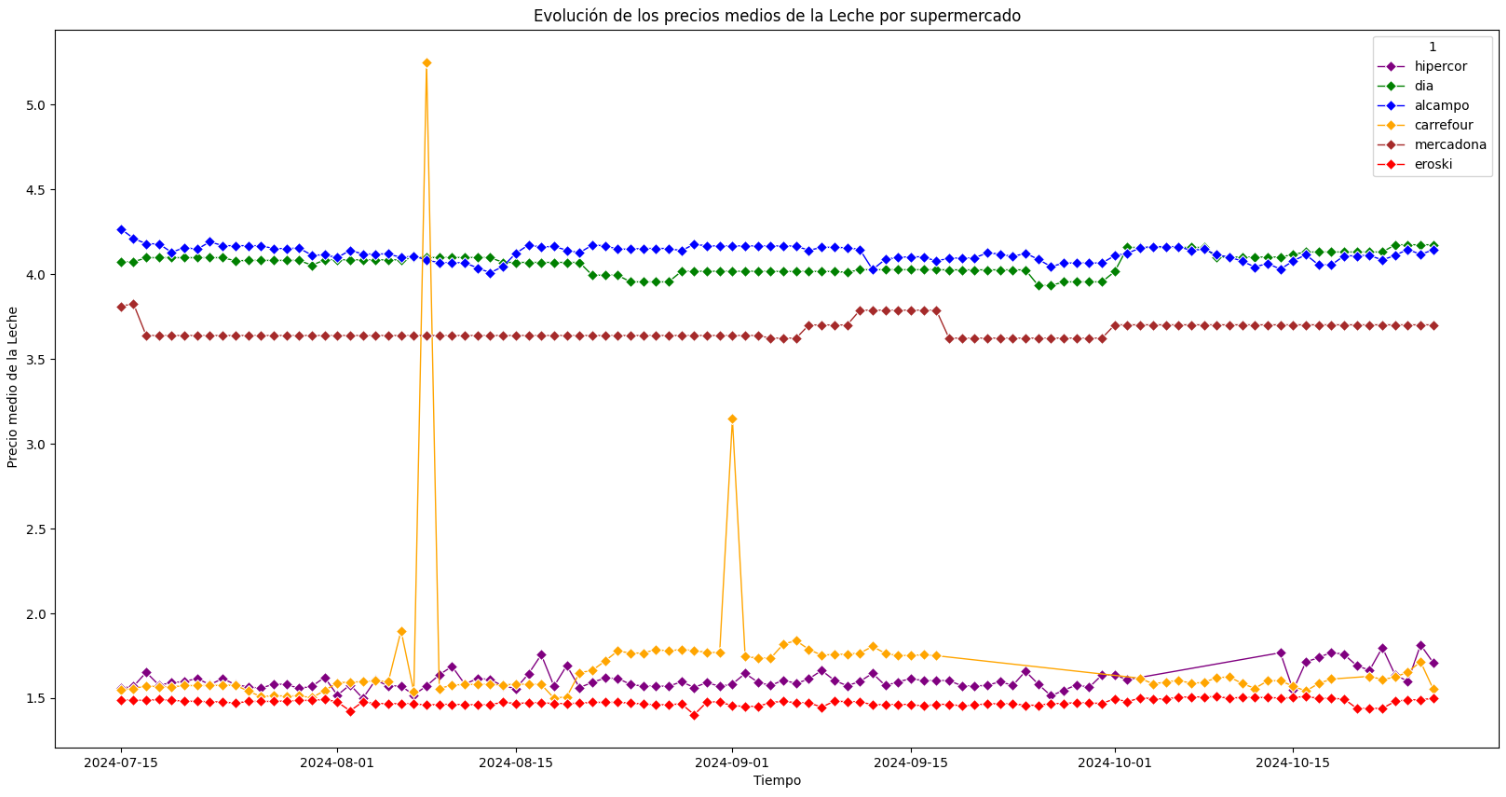 Evolución de los precios medios de la Leche por supermercado
1
hipercor
dia
alcampo
carrefour
mercadona
eroski
Precio medio de la Leche
5.0
4.5
4.0
3.5
3.0
2.5
2.0
1.5
2024-07-15
2024-08-01
2024-08-15
2024-09-01
2024-09-15
2024-10-01
2024-10-15
Tiempo